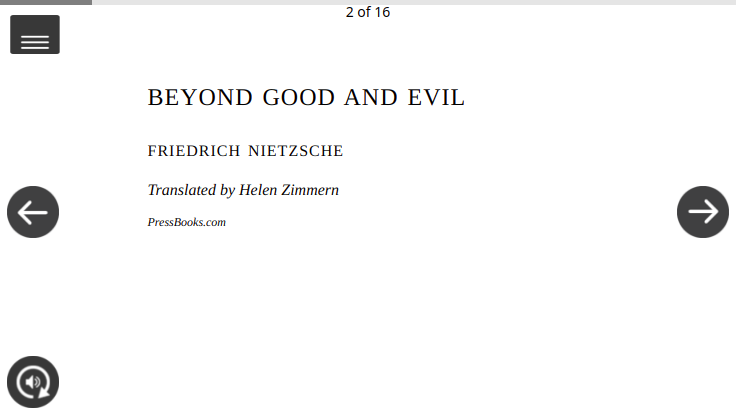 2 of 16
BEYOND GOOD AND EVIL
FRIEDRICH NIETZSCHE
Translated by Helen Zimmern
PressBooks.com